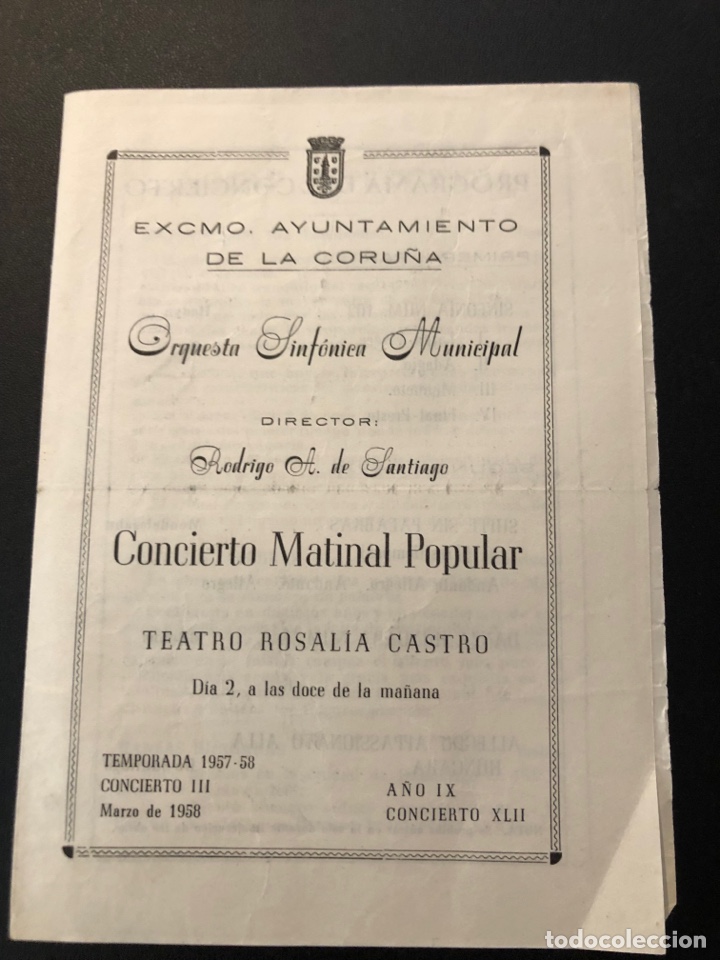 EXCMO. AYUNTAMIENTO
DE LA CORUÑA
Orquesta Sinfónica Municipal
DIRECTOR:
Rodrigo A. de Santiago
Concierto Matinal Popular
TEATRO ROSALÍA CASTRO
Día 2, a las doce de la mañana
TEMPORADA 1957-58
CONCIERTO III
Marzo de 1958
AÑO IX
CONCIERTO XLII
todocoleccion